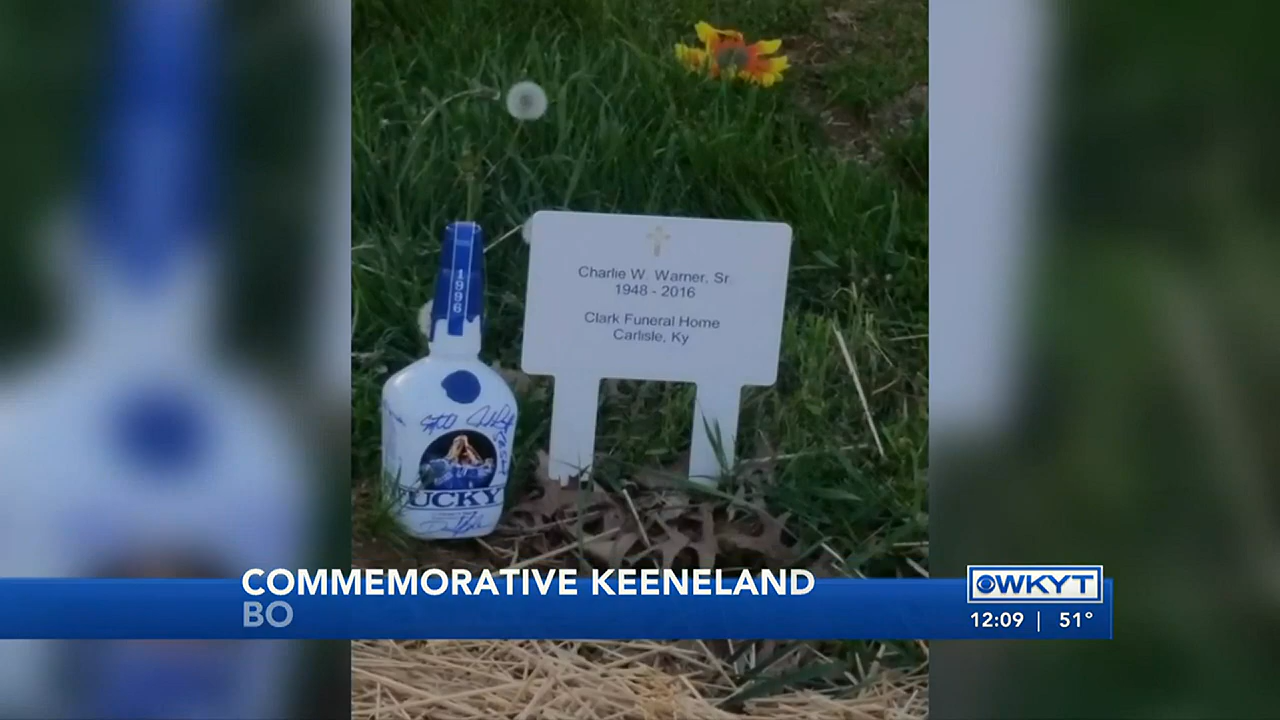 Charlie W. Warner, Sr.
1948 - 2016
Clark Funeral Home
Carlisle, Ky
1996
UCKY
COMMEMORATIVE KEENELAND
BO
WKYT
12:09 | 51°